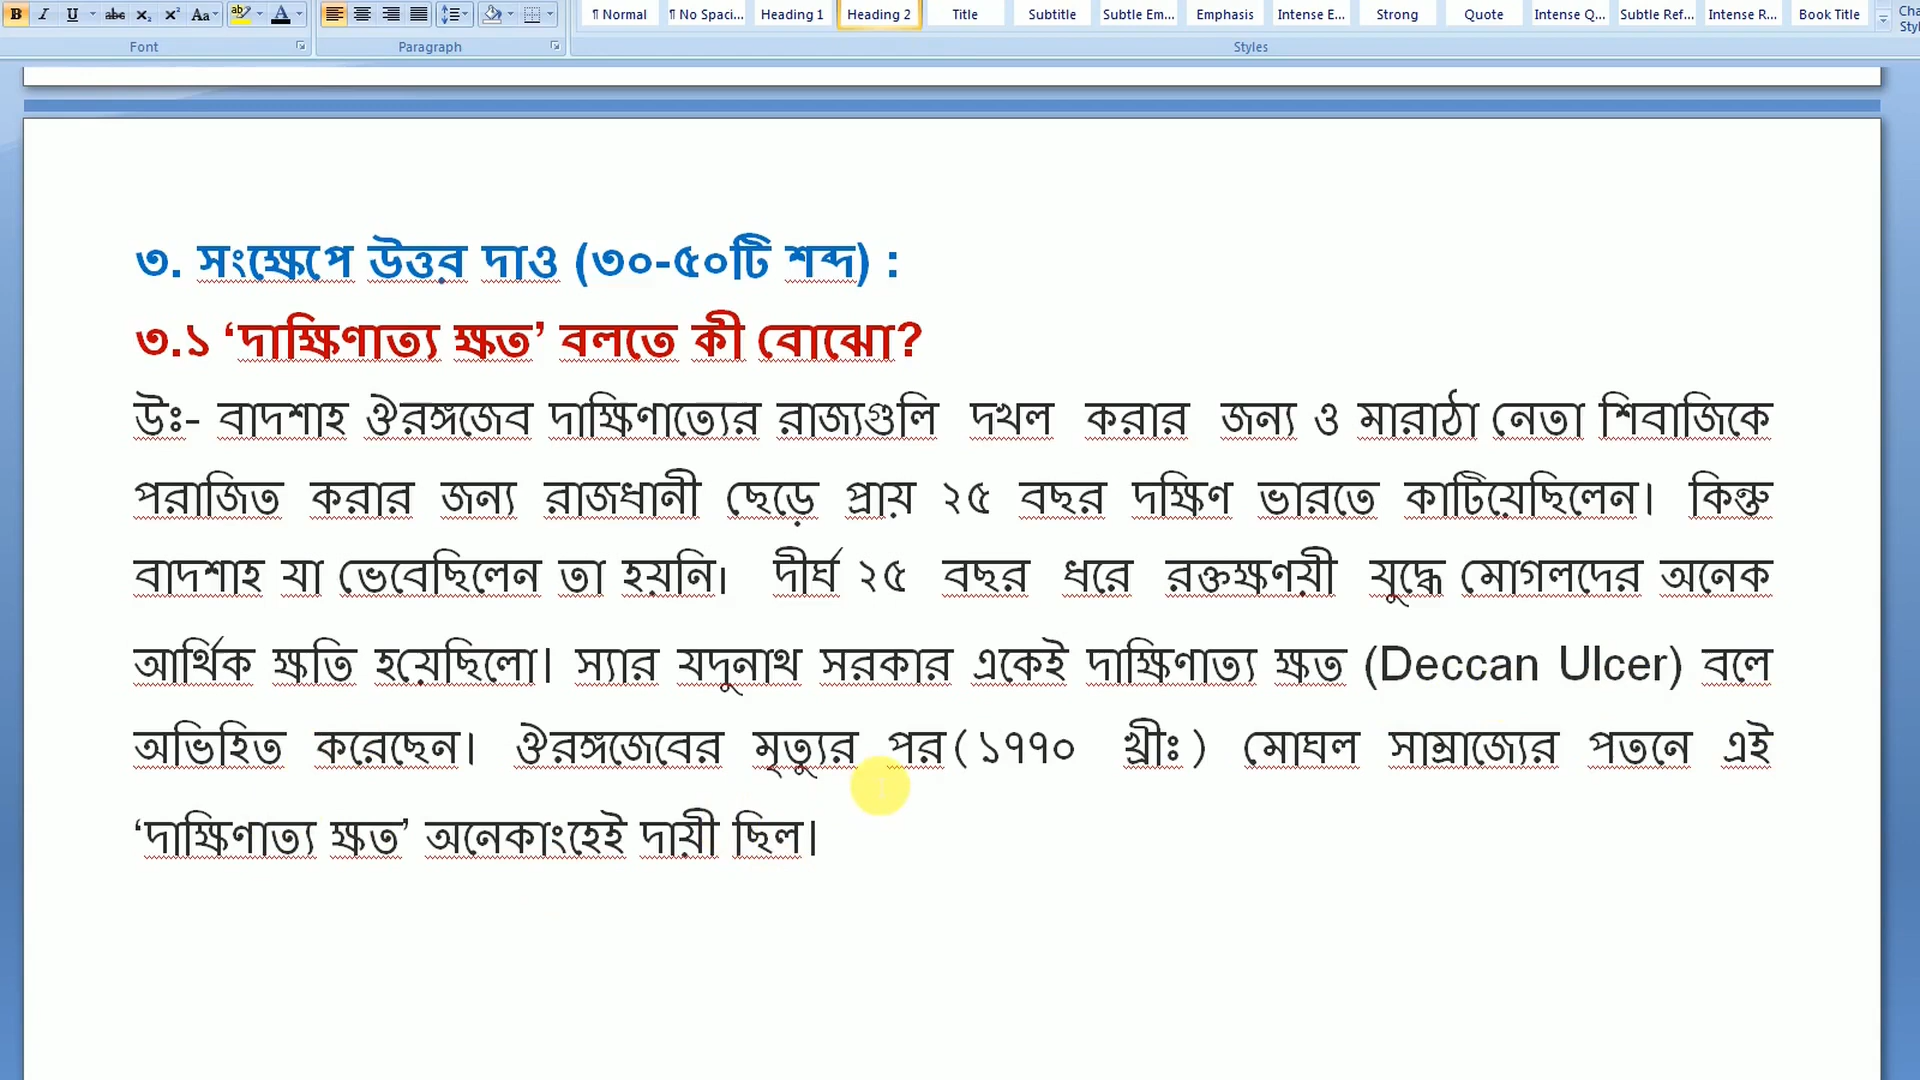 B I U abc x₂ x² Aa ab A
¶ Normal ¶ No Spaci... Heading 1 Heading 2 Title Subtitle Subtle Em... Emphasis Intense E... Strong Quote Intense Q... Subtle Ref... Intense R... Book Title
Font Paragraph Styles
৩. সংক্ষেপে উত্তর দাও (৩০-৫০টি শব্দ) :
৩.১ ‘দাক্ষিণাত্য ক্ষত’ বলতে কী বোঝো?
উঃ- বাদশাহ ঔরঙ্গজেব দাক্ষিণাত্যের রাজ্যগুলি দখল করার জন্য ও মারাঠা নেতা শিবাজিকে
পরাজিত করার জন্য রাজধানী ছেড়ে প্রায় ২৫ বছর দক্ষিণ ভারতে কাটিয়েছিলেন। কিন্তু
বাদশাহ যা ভেবেছিলেন তা হয়নি। দীর্ঘ ২৫ বছর ধরে রক্তক্ষণয়ী যুদ্ধে মোগলদের অনেক
আর্থিক ক্ষতি হয়েছিলো। স্যার যদুনাথ সরকার একেই দাক্ষিণাত্য ক্ষত (Deccan Ulcer) বলে
অভিহিত করেছেন। ঔরঙ্গজেবের মৃত্যুর পর(১৭৭০ খ্রীঃ) মোঘল সাম্রাজ্যের পতনে এই
‘দাক্ষিণাত্য ক্ষত’ অনেকাংহেই দায়ী ছিল।